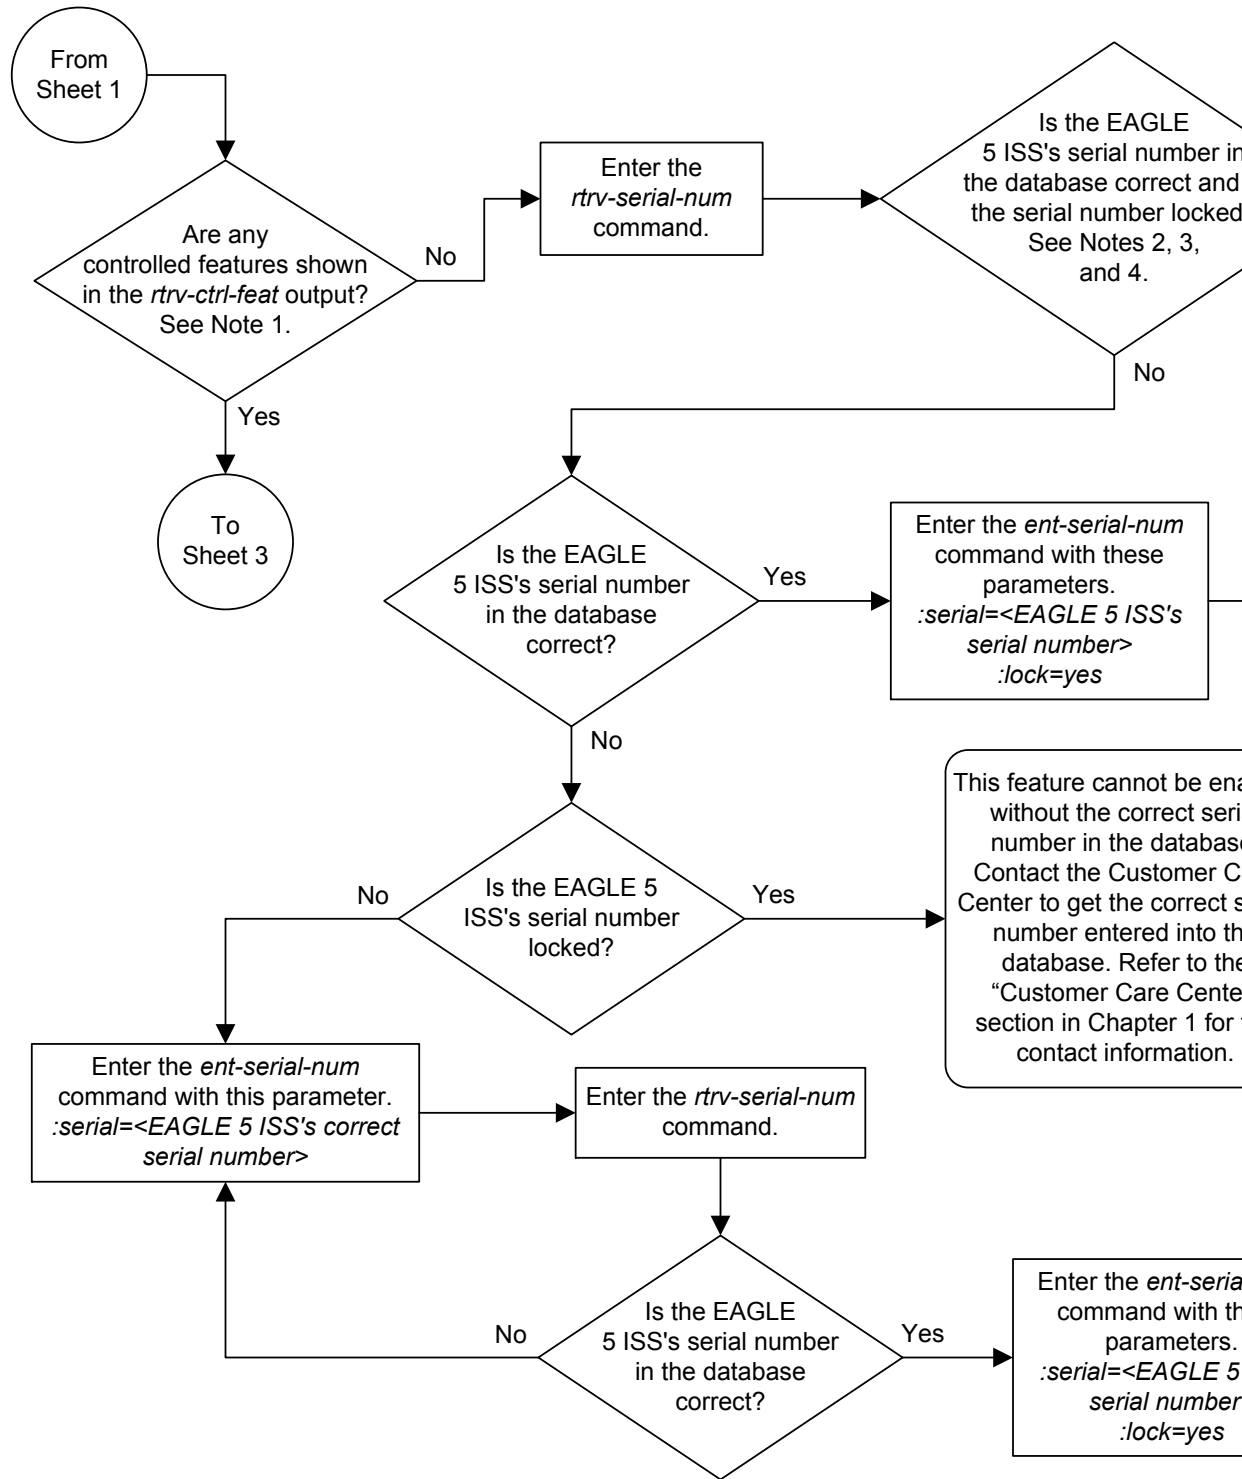 From
Sheet 1
Are any
controlled features shown
in the rtrv-ctrl-feat output?
See Note 1.
No
Yes
To
Sheet 3
Enter the
rtrv-serial-num
command.
Is the EAGLE
5 ISS's serial number in
the database correct and
the serial number locked
See Notes 2, 3,
and 4.
No
Is the EAGLE
5 ISS's serial number
in the database
correct?
Yes
No
Enter the ent-serial-num
command with these
parameters.
:serial=<EAGLE 5 ISS's
serial number>
:lock=yes
Is the EAGLE 5
ISS's serial number
locked?
No
Yes
This feature cannot be
without the correct
number in the
Contact the Customer
Center to get the correct
number entered into
database. Refer to the
“Customer Care
section in Chapter 1 for
contact information.
Enter the ent-serial-num
command with this parameter.
:serial=<EAGLE 5 ISS's correct
serial number>
Enter the rtrv-serial-num
command.
Is the EAGLE
5 ISS's serial number
in the database
correct?
No
Yes
Enter the
command with
parameters.
:serial=<EAGLE 5
serial number
:lock=yes